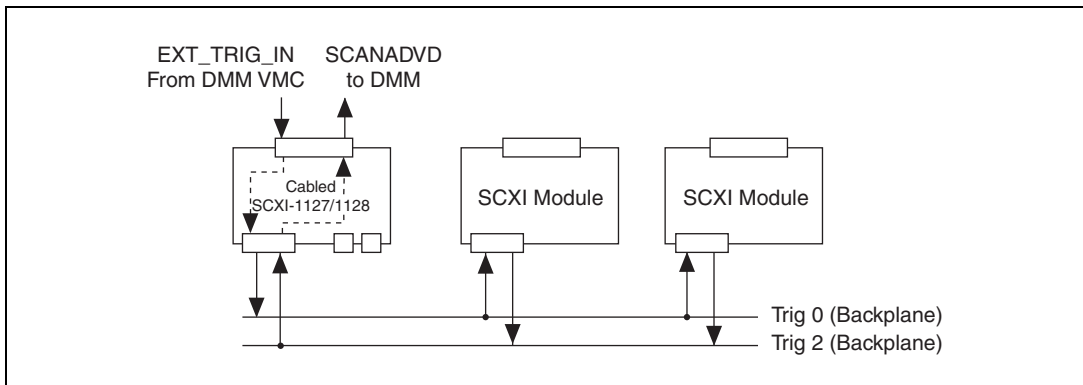 EXT_TRIG_IN
From DMM VMC
SCANADVD
to DMM
Cabled
SCXI-1127/1128
SCXI Module
SCXI Module
Trig 0 (Backplane)
Trig 2 (Backplane)